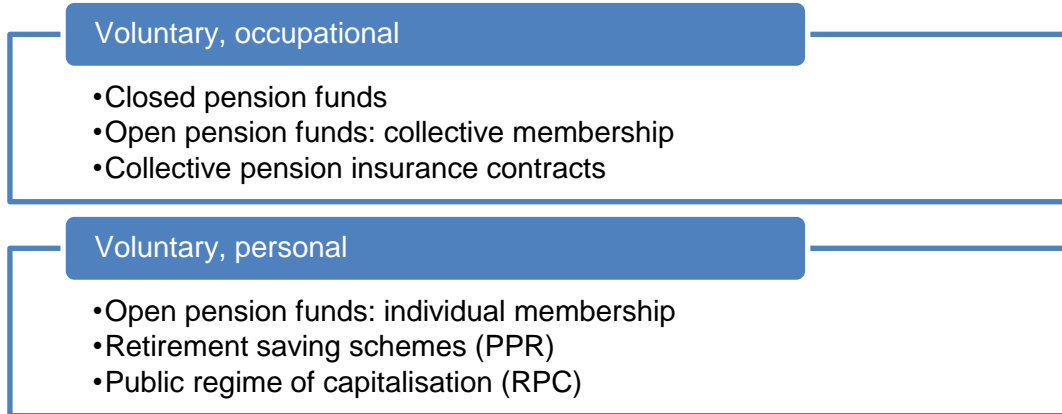 Voluntary, occupational
•Closed pension funds
•Open pension funds: collective membership
•Collective pension insurance contracts
Voluntary, personal
•Open pension funds: individual membership
•Retirement saving schemes (PPR)
•Public regime of capitalisation (RPC)